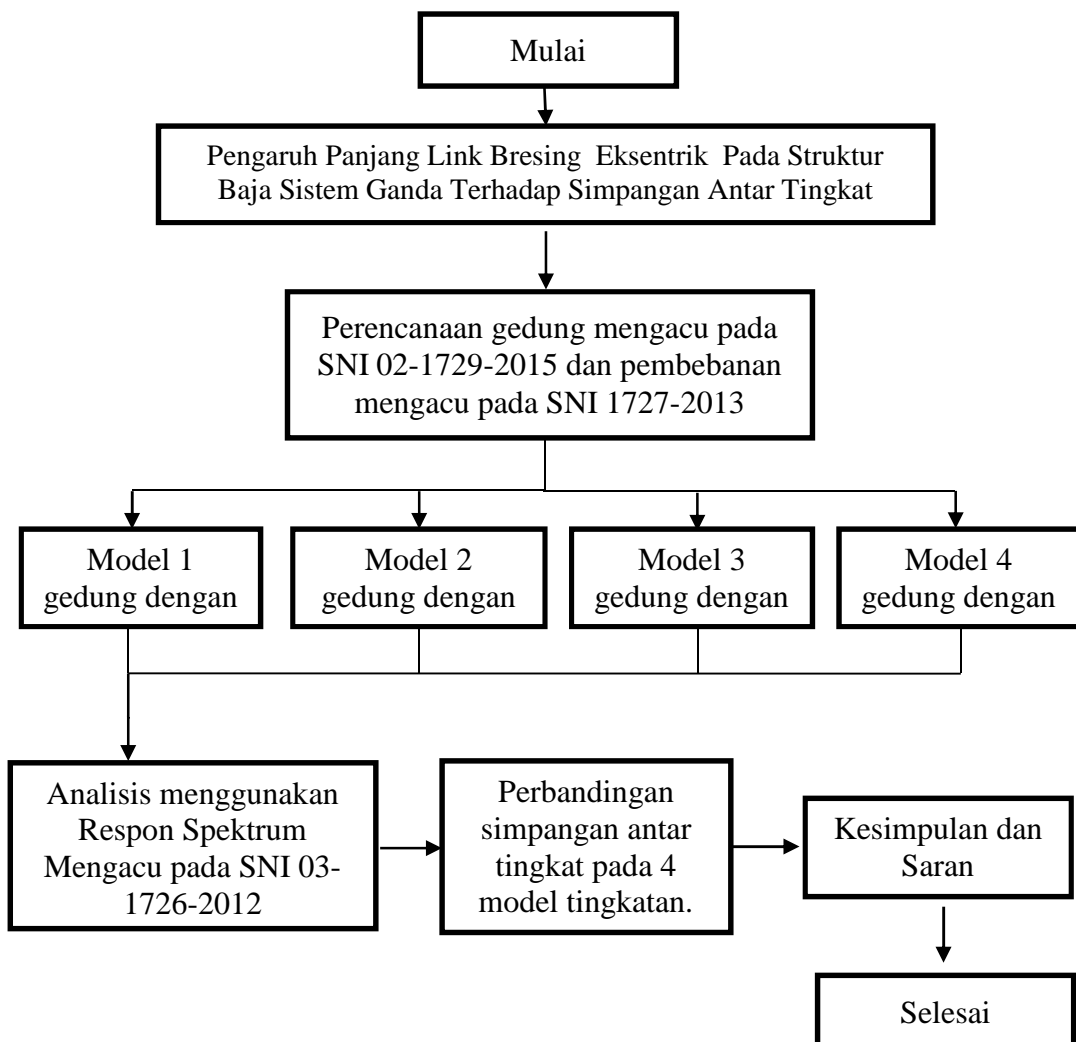 Mulai
Pengaruh Panjang Link Bresing Eksentrik Pada Struktur
Baja Sistem Ganda Terhadap Simpangan Antar Tingkat
Perencanaan gedung mengacu pada
SNI 02-1729-2015 dan pembebanan
mengacu pada SNI 1727-2013
Model 1
gedung dengan
Model 2
gedung dengan
Model 3
gedung dengan
Model 4
gedung dengan
Analisis menggunakan
Respon Spektrum
Mengacu pada SNI 03-
1726-2012
Perbandingan
simpangan antar
tingkat pada 4
model tingkatan.
Kesimpulan dan
Saran
Selesai